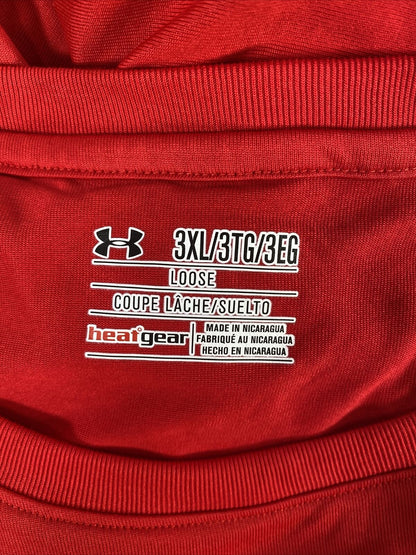 3XL/3TG/3EG
LOOSE
COUPE LÂCHE/SUELTO
heatgear
MADE IN NICARAGUA
FABRIQUÉ AU NICARAGUA
HECHO EN NICARAGUA